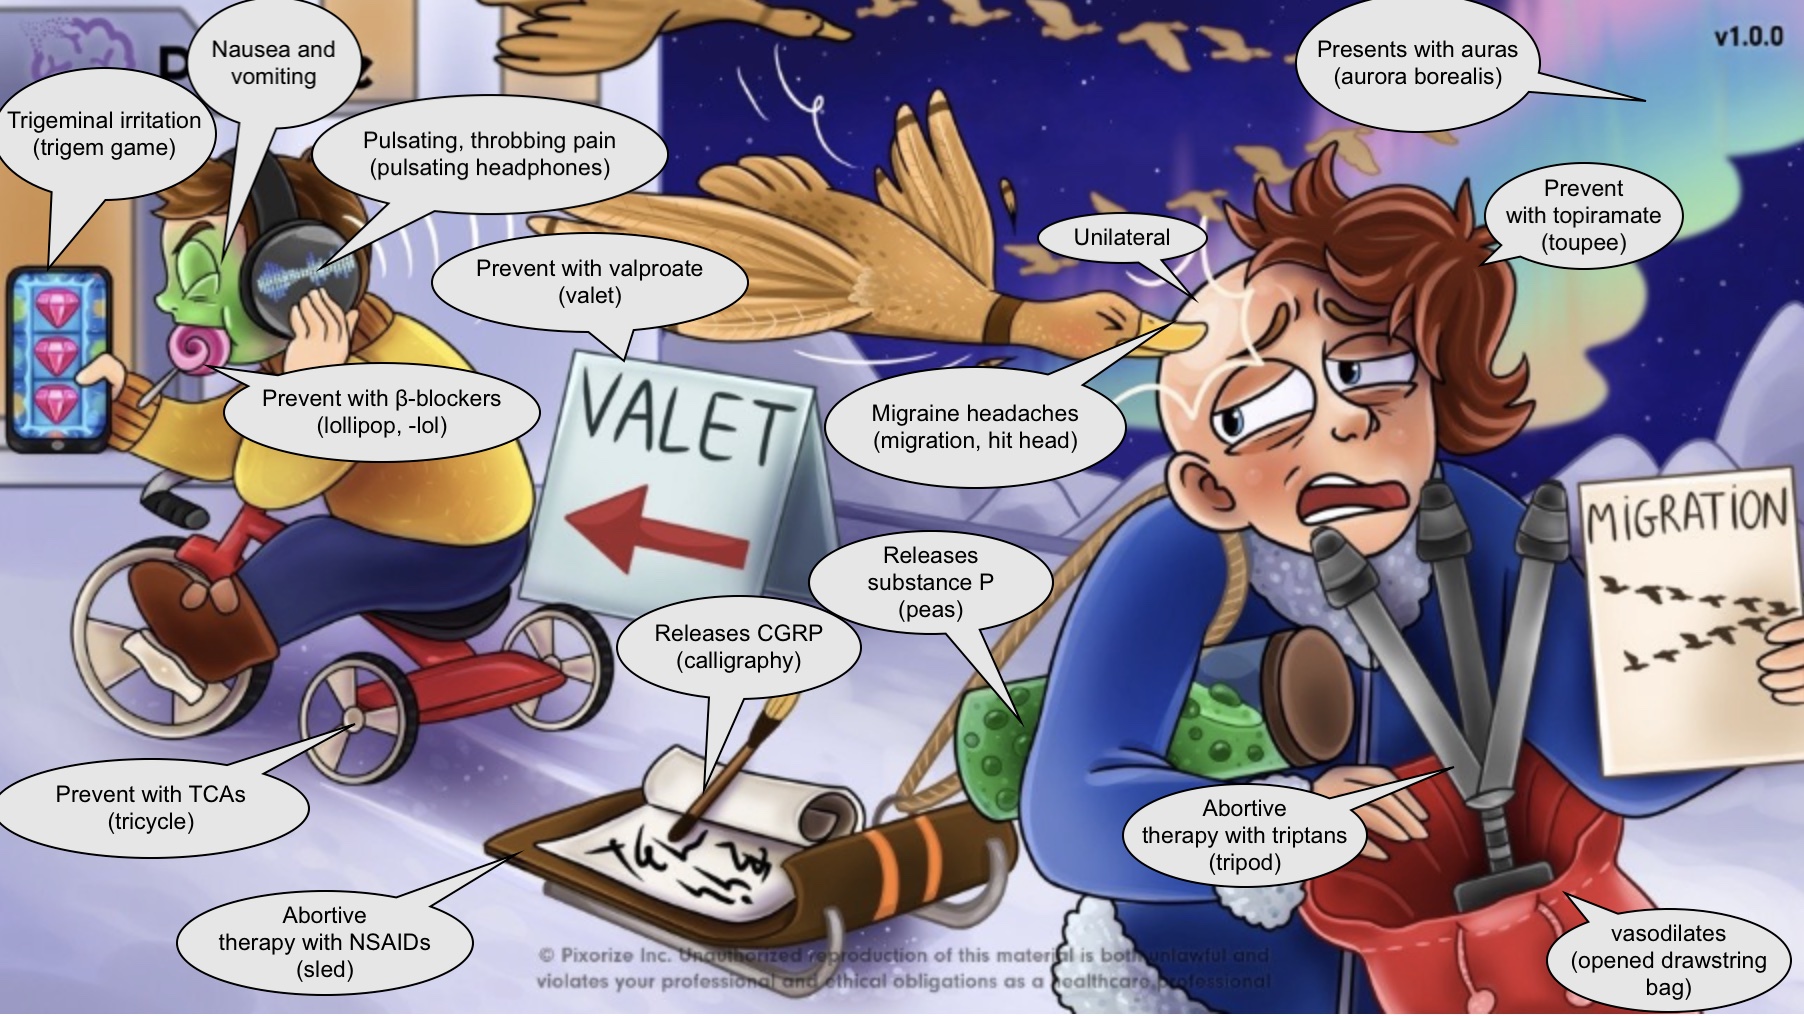 Nausea and
vomiting
Trigeminal irritation
(trigem game)
Pulsating, throbbing pain
(pulsating headphones)
Presents with auras
(aurora borealis)
v1.0.0
Prevent
with topiramate
(toupee)
Unilateral
Prevent with valproate
(valet)
Prevent with β-blockers
(lollipop, -lol)
VALET
Migraine headaches
(migration, hit head)
MiGRATiON
Releases
substance P
(peas)
Releases CGRP
(calligraphy)
Prevent with TCAs
(tricycle)
Abortive
therapy with triptans
(tripod)
Abortive
therapy with NSAIDs
(sled)
vasodilates
(opened drawstring
bag)
© Pixorize Inc. Unauthorized reproduction of this material is both unlawful and
violates your professional and ethical obligations as a healthcare professional